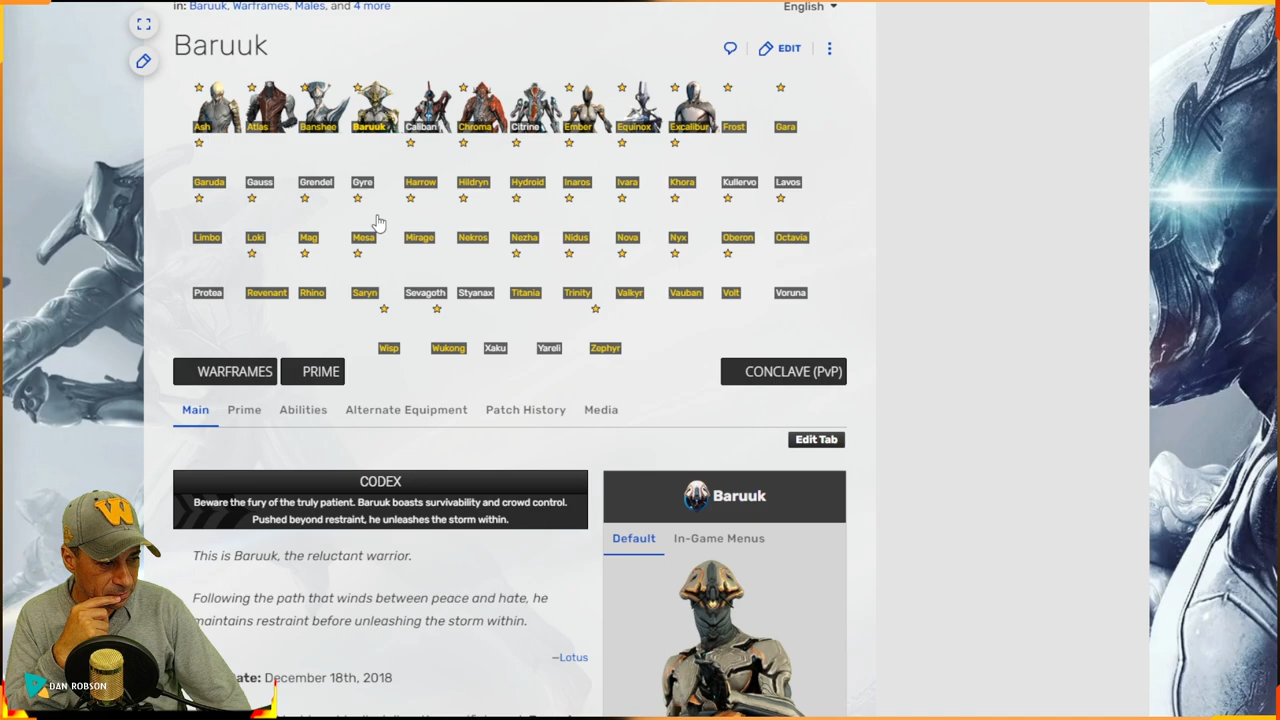 in: Baruuk, Warframes, Males, and 4 more
English
Baruuk
EDIT
Ash Atlas Banshee Baruuk Caliban Chroma Citrine Ember Equinox Excalibur Frost Gara
Garuda Gauss Grendel Gyre Harrow Hildryn Hydroid Inaros Ivara Khora Kullervo Lavos
Limbo Loki Mag Mesa Mirage Nekros Nezha Nidus Nova Nyx Oberon Octavia
Protea Revenant Rhino Saryn Sevagoth Styanax Titania Trinity Valkyr Vauban Volt Voruna
Wisp Wukong Xaku Yareli Zephyr
WARFRAMES PRIME CONCLAVE (PvP)
Main Prime Abilities Alternate Equipment Patch History Media
Edit Tab
CODEX
Beware the fury of the truly patient. Baruuk boasts survivability and crowd control.
Pushed beyond restraint, he unleashes the storm within.
Baruuk
Default In-Game Menus
This is Baruuk, the reluctant warrior.
Following the path that winds between peace and hate, he
maintains restraint before unleashing the storm within.
—Lotus
ate: December 18th, 2018
W
DAN ROBSON